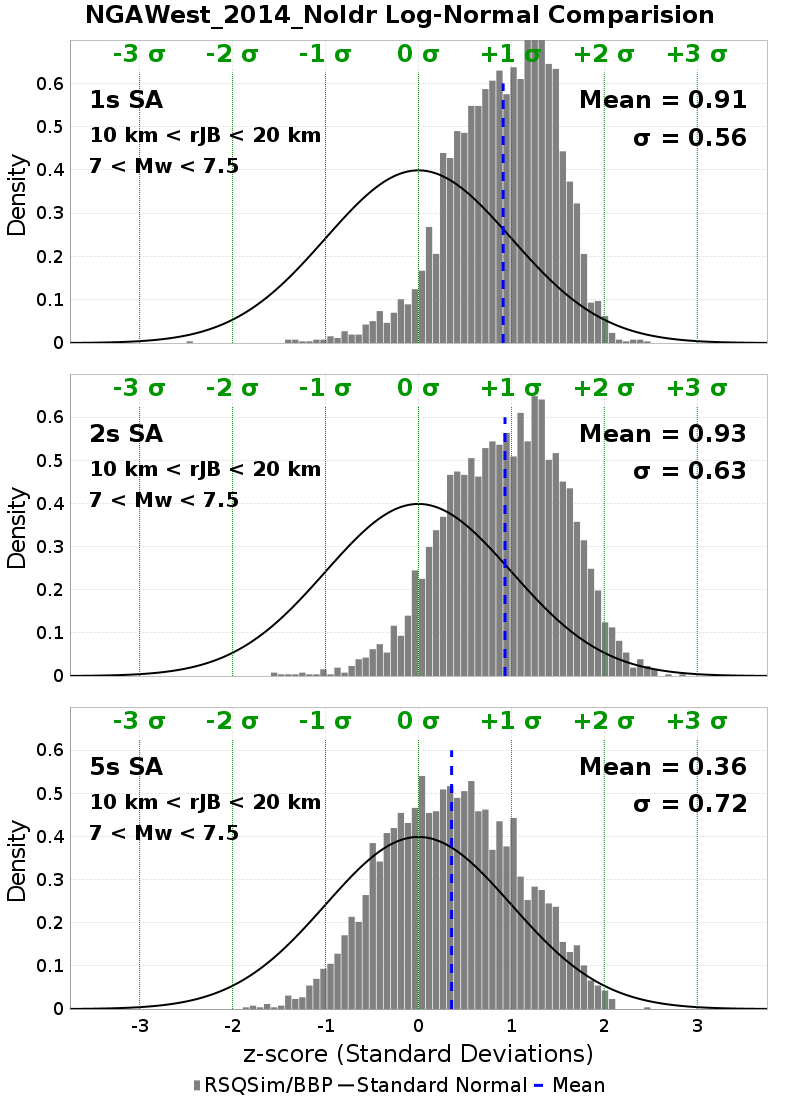 NGAWest_2014_NoIdr Log-Normal Comparision
-3 σ -2 σ -1 σ 0 σ +1 σ +2 σ +3 σ
1s SA Mean = 0.91
10 km < rJB < 20 km σ = 0.56
7 < Mw < 7.5
Density
0.6
0.5
0.4
0.3
0.2
0.1
0
-3 σ -2 σ -1 σ 0 σ +1 σ +2 σ +3 σ
2s SA Mean = 0.93
10 km < rJB < 20 km σ = 0.63
7 < Mw < 7.5
Density
0.6
0.5
0.4
0.3
0.2
0.1
0
-3 σ -2 σ -1 σ 0 σ +1 σ +2 σ +3 σ
5s SA Mean = 0.36
10 km < rJB < 20 km σ = 0.72
7 < Mw < 7.5
Density
0.6
0.5
0.4
0.3
0.2
0.1
0
-3 -2 -1 0 1 2 3
z-score (Standard Deviations)
RSQSim/BBP Standard Normal Mean